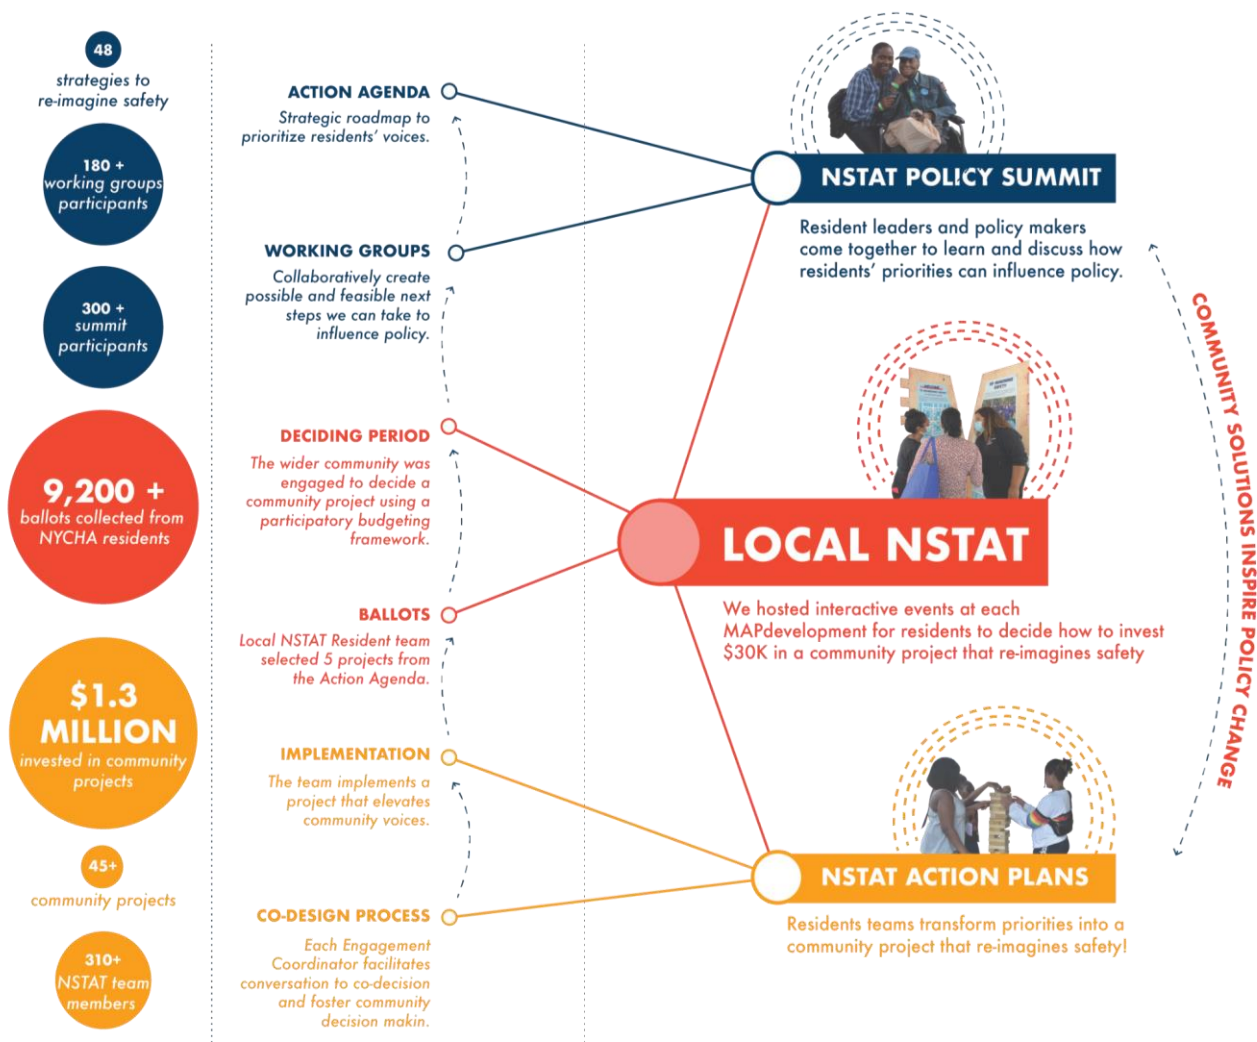 48
strategies to
re-imagine safety
180 +
working groups
participants
300 +
summit
participants
9,200 +
ballots collected from
NYCHA residents
$1.3
MILLION
invested in community
projects
45+
community projects
310+
NSTAT team
members
ACTION AGENDA
Strategic roadmap to
prioritize residents’ voices.
WORKING GROUPS
Collaboratively create
possible and feasible next
steps we can take to
influence policy.
DECIDING PERIOD
The wider community was
engaged to decide a
community project using a
participatory budgeting
framework.
BALLOTS
Local NSTAT Resident team
selected 5 projects from
the Action Agenda.
IMPLEMENTATION
The team implements a
project that elevates
community voices.
CO-DESIGN PROCESS
Each Engagement
Coordinator facilitates
conversation to co-decision
and foster community
decision makin.
NSTAT POLICY SUMMIT
Resident leaders and policy makers
come together to learn and discuss how
residents’ priorities can influence policy.
LOCAL NSTAT
We hosted interactive events at each
MAPdevelopment for residents to decide how to invest
$30K in a community project that re-imagines safety
NSTAT ACTION PLANS
Residents teams transform priorities into a
community project that re-imagines safety!
COMMUNITY SOLUTIONS INSPIRE POLICY CHANGE